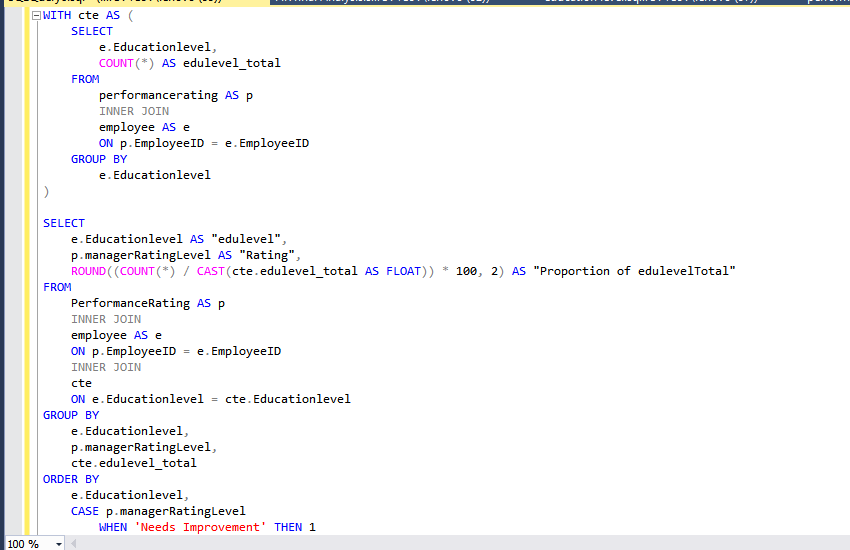 WITH cte AS (
SELECT
e.Educationlevel,
COUNT(*) AS edulevel_total
FROM
performancerating AS p
INNER JOIN
employee AS e
ON p.EmployeeID = e.EmployeeID
GROUP BY
e.Educationlevel
)
SELECT
e.Educationlevel AS "edulevel",
p.managerRatingLevel AS "Rating",
ROUND((COUNT(*) / CAST(cte.edulevel_total AS FLOAT)) * 100, 2) AS "Proportion of edulevelTotal"
FROM
PerformanceRating AS p
INNER JOIN
employee AS e
ON p.EmployeeID = e.EmployeeID
INNER JOIN
cte
ON e.Educationlevel = cte.Educationlevel
GROUP BY
e.Educationlevel,
p.managerRatingLevel,
cte.edulevel_total
ORDER BY
e.Educationlevel,
CASE p.managerRatingLevel
WHEN 'Needs Improvement' THEN 1
100 %